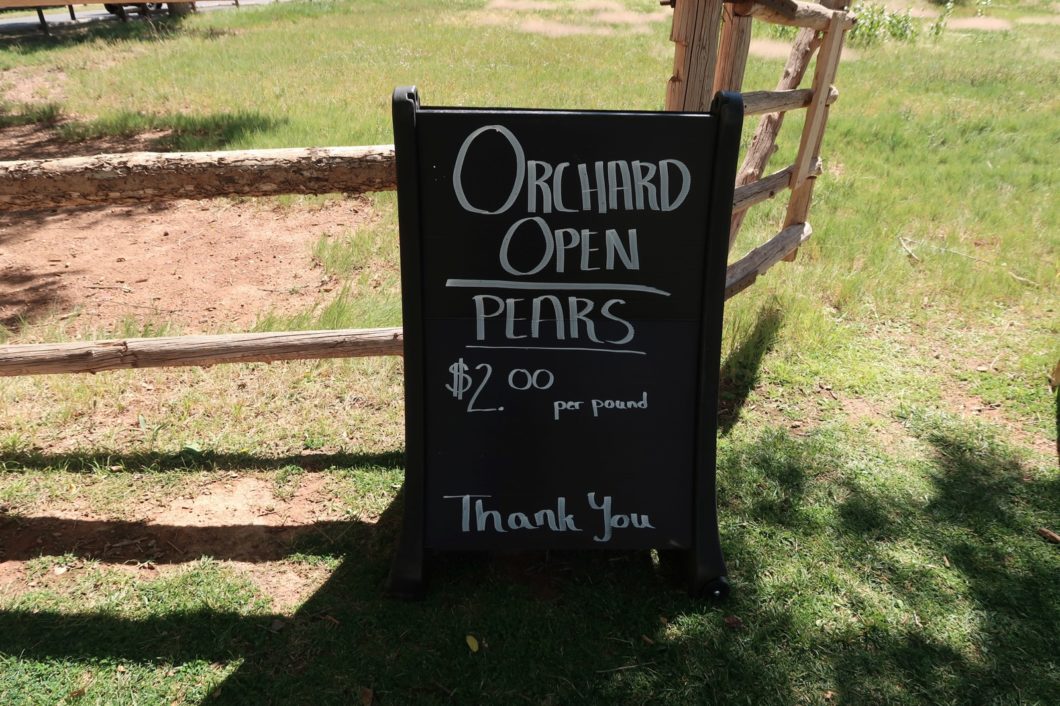 ORCHARD
OPEN
PEARS
$2.00
per pound
Thank You